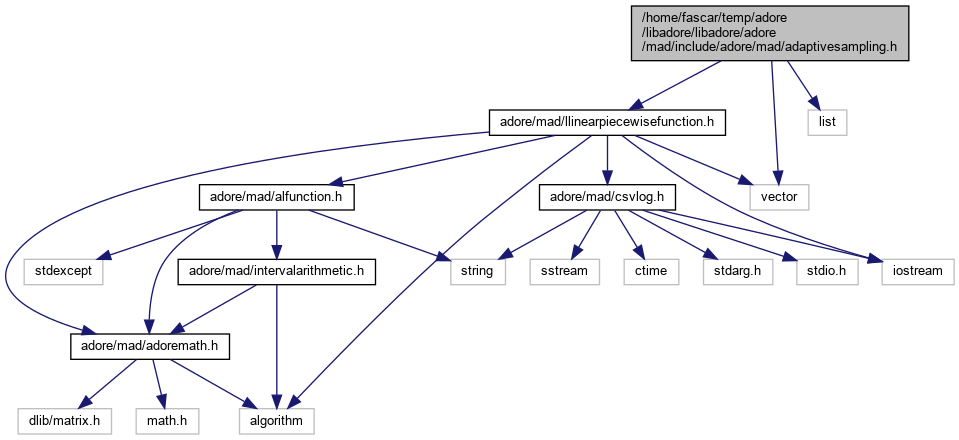 /home/fascar/temp/adore
/libadore/libadore/adore
/mad/include/adore/mad/adaptivesampling.h
adore/mad/llinearpiecewisefunction.h
list
adore/mad/alfunction.h
adore/mad/csvlog.h
vector
stdexcept
adore/mad/intervalarithmetic.h
string
sstream
ctime
stdarg.h
stdio.h
iostream
adore/mad/adoremath.h
dlib/matrix.h
math.h
algorithm